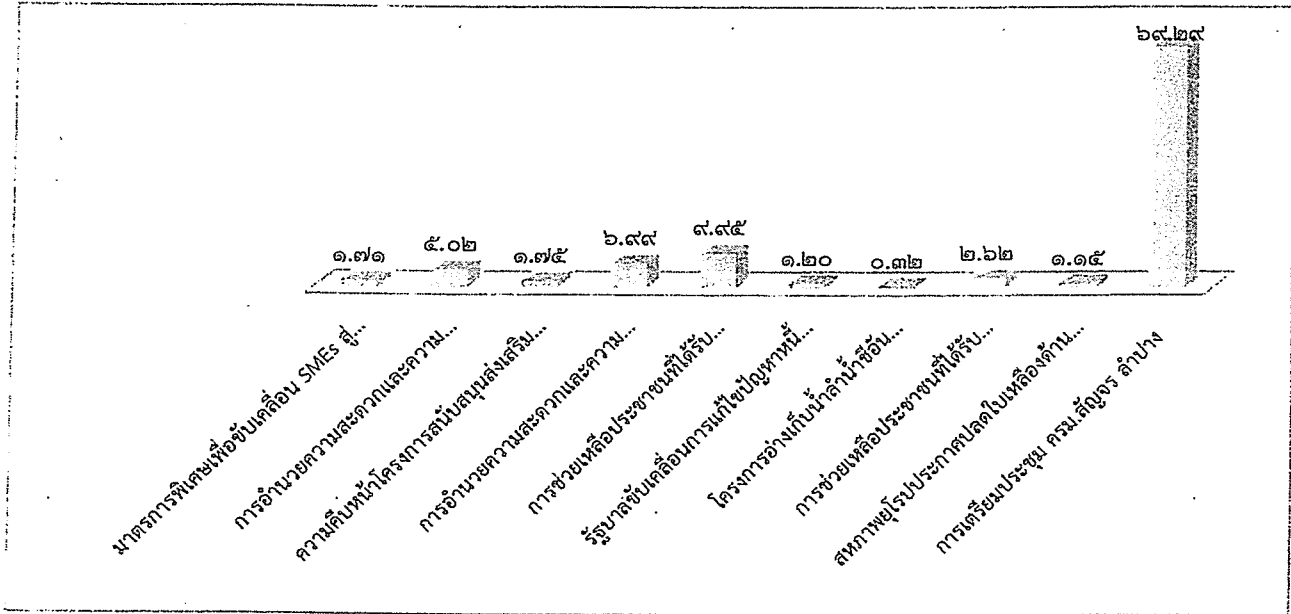 ๖๙.๒๙
๑.๗๑
๕.๐๒
๑.๗๕
๖.๙๙
๙.๙๕
๑.๒๐
๐.๓๒
๒.๖๒
๑.๑๕
มาตรการพิเศษเพื่อขับเคลื่อน SMEs สู่...
การอำนวยความสะดวกและความ...
ความคืบหน้าโครงการสนับสนุนส่งเสริม...
การอำนวยความสะดวกและความ...
การช่วยเหลือประชาชนที่ได้รับ...
รัฐบาลขับเคลื่อนการแก้ไขปัญหาหนี้...
โครงการอ่างเก็บน้ำลำน้ำชีอัน...
การช่วยเหลือประชาชนที่ได้รับ...
สหภาพยุโรปประกาศปลดใบเหลืองด้าน...
การเตรียมประชุม ครม.สัญจร ลำปาง